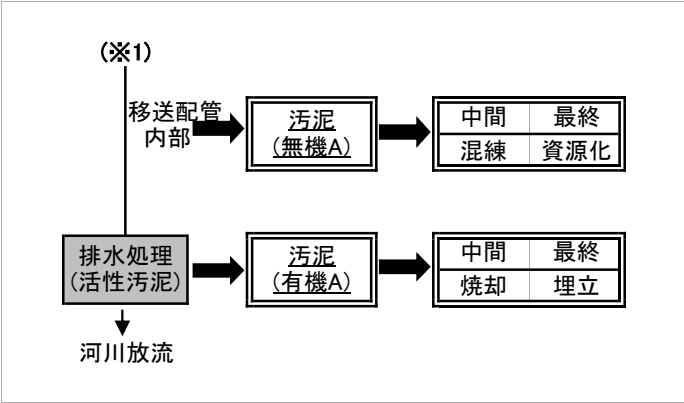 (※1)
移送配管
内部
汚泥
(無機A)
中間 最終
混練 資源化
排水処理
(活性汚泥)
汚泥
(有機A)
中間 最終
焼却 埋立
河川放流